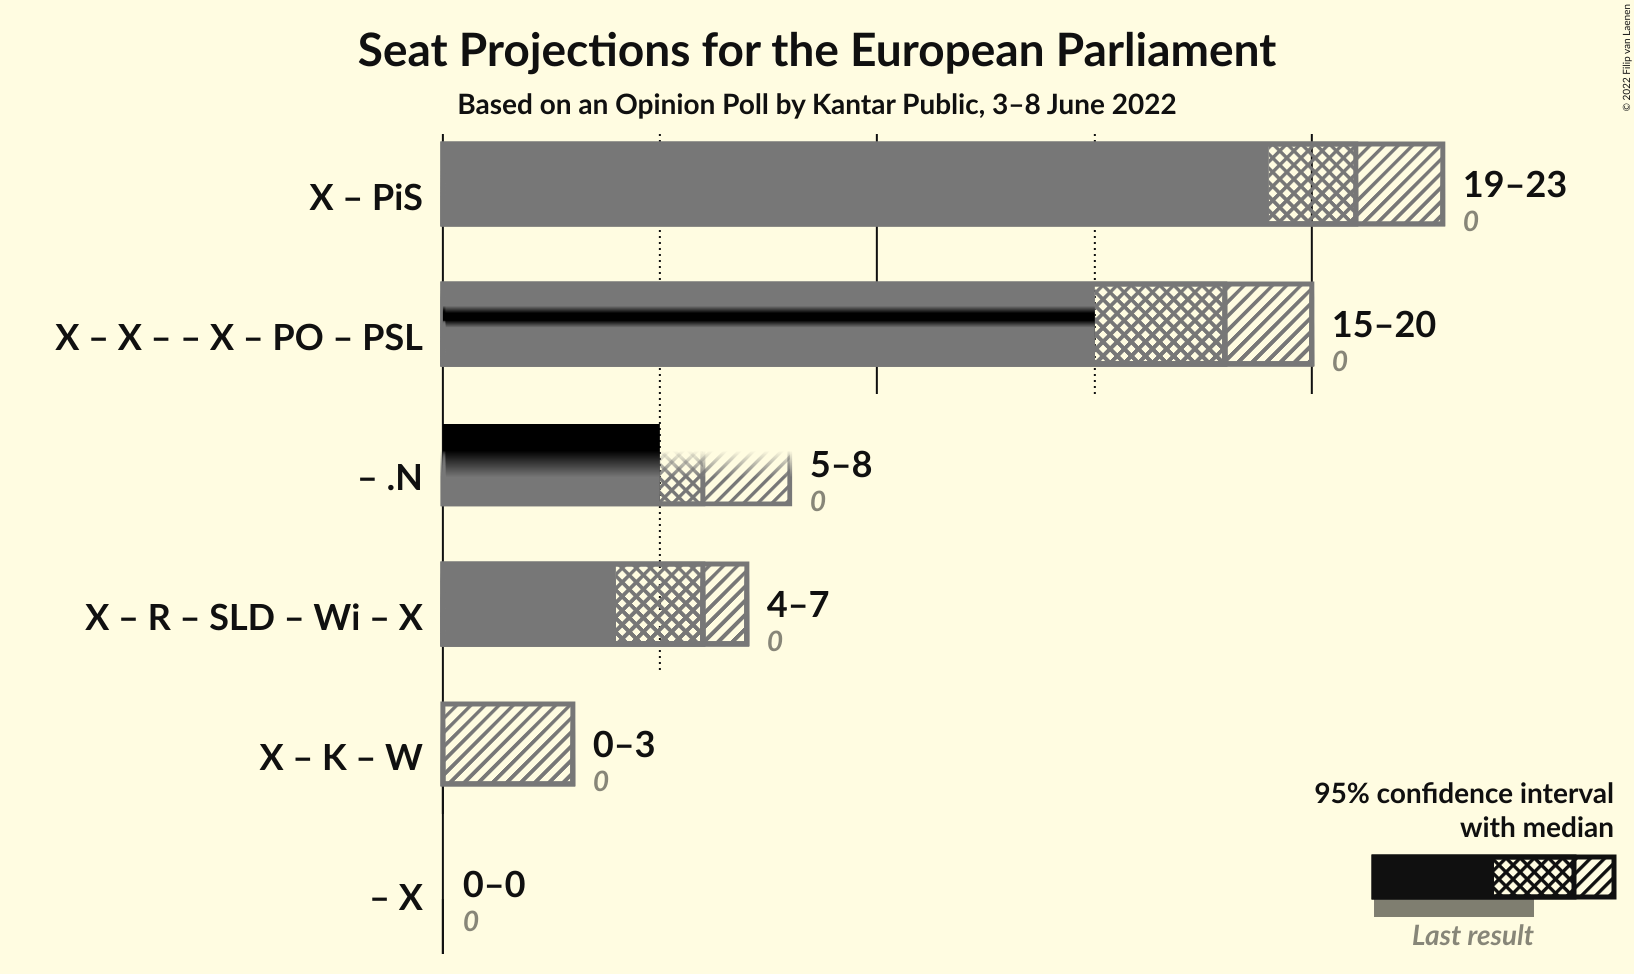 Seat Projections for the European Parliament
Based on an Opinion Poll by Kantar Public, 3–8 June 2022
© 2022 Filip van Laenen
X – PiS
19–23
0
X – X – – X – PO – PSL
15–20
0
– .N
5–8
0
X – R – SLD – Wi – X
4–7
0
X – K – W
0–3
0
– X
0–0
0
95% confidence interval
with median
Last result